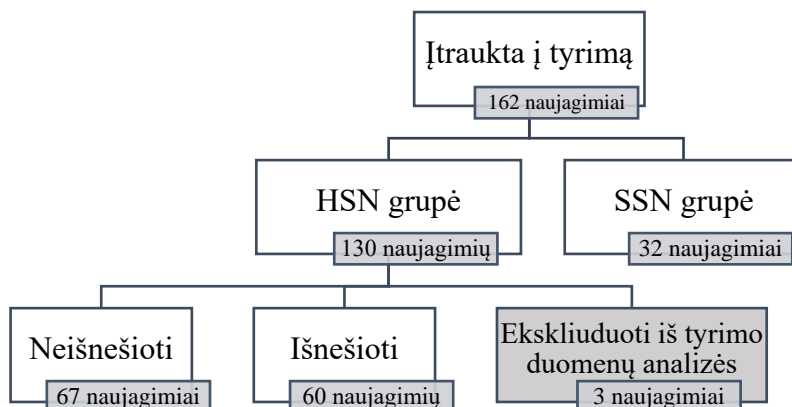 Įtraukta į tyrimą
162 naujagimiai
HSN grupė
130 naujagimių
SSN grupė
32 naujagimiai
Neišnešioti
67 naujagimiai
Išnešioti
60 naujagimių
Ekskliuduoti iš tyrimo
duomenų analizės
3 naujagimiai